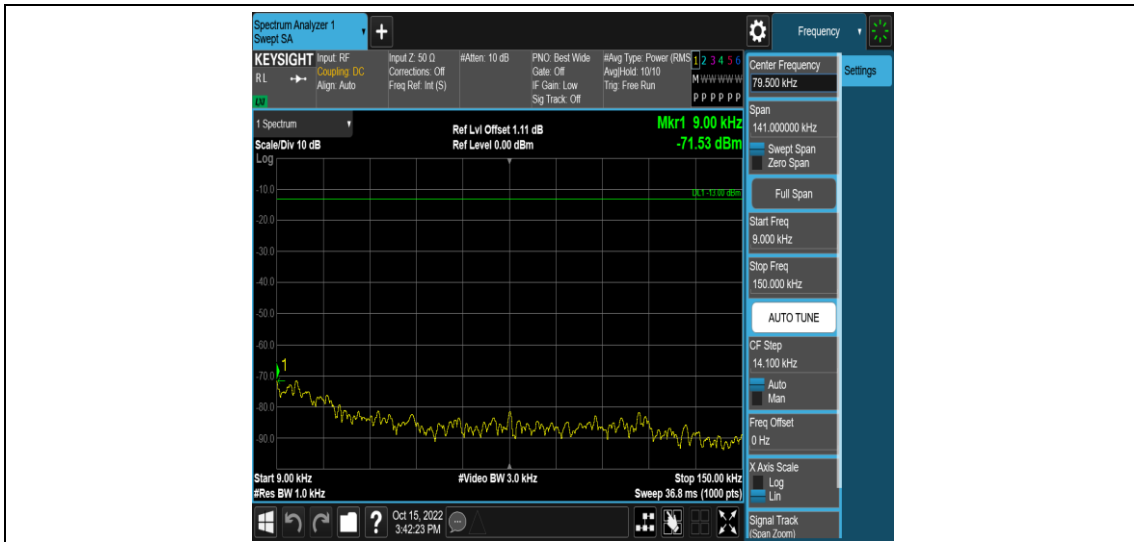 Spectrum Analyzer 1
Swept SA
+
Frequency
KEYSIGHT
RL
LXI
Input: RF
Coupling: DC
Align: Auto
Input Z: 50 Ω
Corrections: Off
Freq Ref: Int (S)
#Atten: 10 dB
PNO: Best Wide
Gate: Off
IF Gain: Low
Sig Track: Off
#Avg Type: Power (RMS
Avg|Hold: 10/10
Trig: Free Run
1 2 3 4 5 6
M W W W W W
P P P P P P
1 Spectrum
Scale/Div 10 dB
Ref Lvl Offset 1.11 dB
Ref Level 0.00 dBm
Mkr1 9.00 kHz
-71.53 dBm
Log
DL1 -13.00 dBm
-10.0
-20.0
-30.0
-40.0
-50.0
-60.0
-70.0
-80.0
-90.0
1
Start 9.00 kHz
#Video BW 3.0 kHz
Stop 150.00 kHz
#Res BW 1.0 kHz
Sweep 36.8 ms (1000 pts)
?
Oct 15, 2022
3:42:23 PM
Center Frequency
79.500 kHz
Settings
Span
141.000000 kHz
Swept Span
Zero Span
Full Span
Start Freq
9.000 kHz
Stop Freq
150.000 kHz
AUTO TUNE
CF Step
14.100 kHz
Auto
Man
Freq Offset
0 Hz
X Axis Scale
Log
Lin
Signal Track
(Span Zoom)